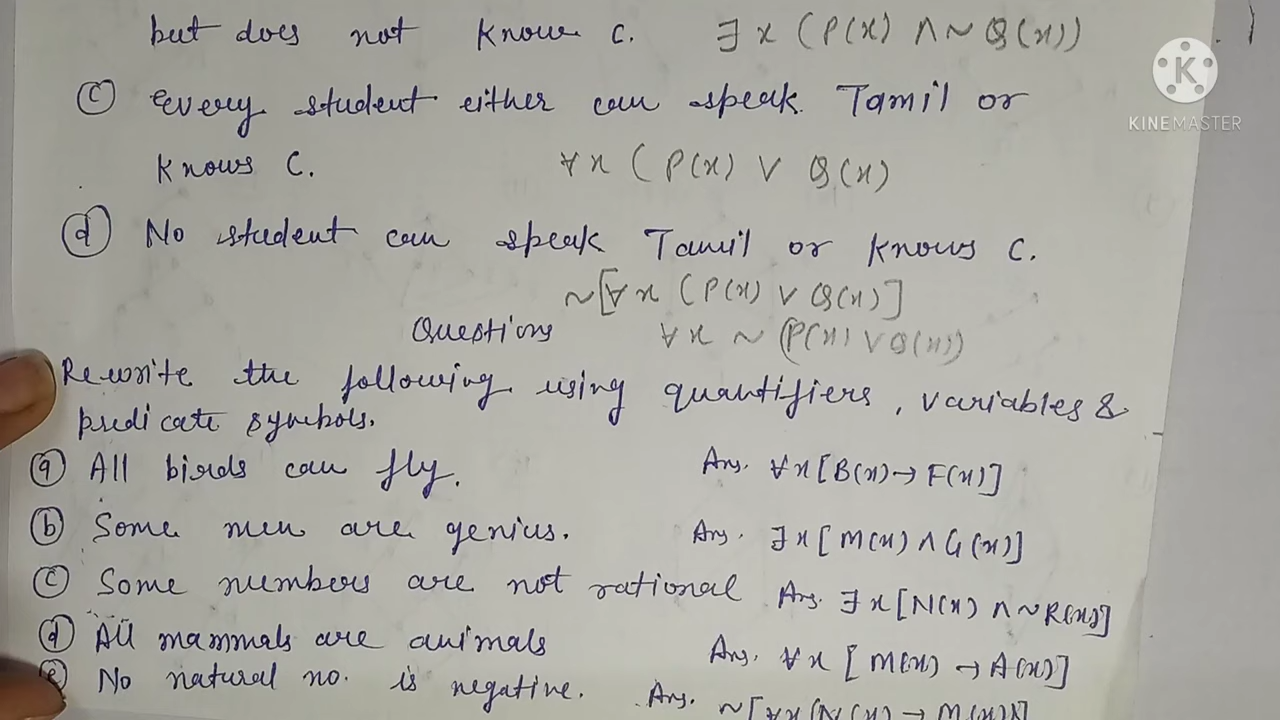 but does not know C. ∃x (P(x) ∧ ~ Q(x))
KINEMASTER
(c) Every student either can speak Tamil or
knows C. ∀x ( P(x) ∨ Q(x)
(d) No student can speak Tamil or knows C.
~[∀x (P(x) ∨ Q(x)]
Questions ∀x ~ (P(x) ∨ Q(x))
Rewrite the following using quantifiers, variables &
predicate symbols.
(a) All birds can fly. Ans. ∀x[B(x)→ F(x)]
(b) Some men are genius. Ans. ∃x[M(x) ∧ G(x)]
(c) Some numbers are not rational Ans. ∃x[N(x) ∧ ~R(x)]
(d) All mammals are animals Ans. ∀x [M(x) → A(x)]
(e) No natural no. is negative. Ans. ~[∀x(N(x) → M(x))]